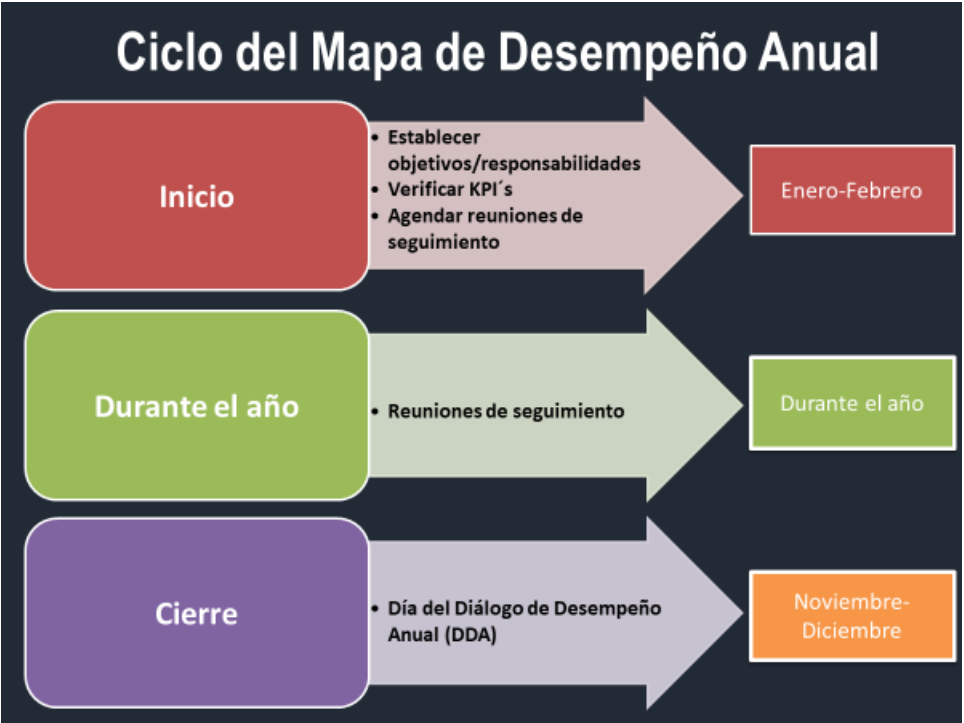 Ciclo del Mapa de Desempeño Anual
Inicio
• Establecer
objetivos/responsabilidades
• Verificar KPI´s
• Agendar reuniones de
seguimiento
Enero-Febrero
Durante el año
• Reuniones de seguimiento
Durante el año
Cierre
• Día del Diálogo de Desempeño
Anual (DDA)
Noviembre-
Diciembre